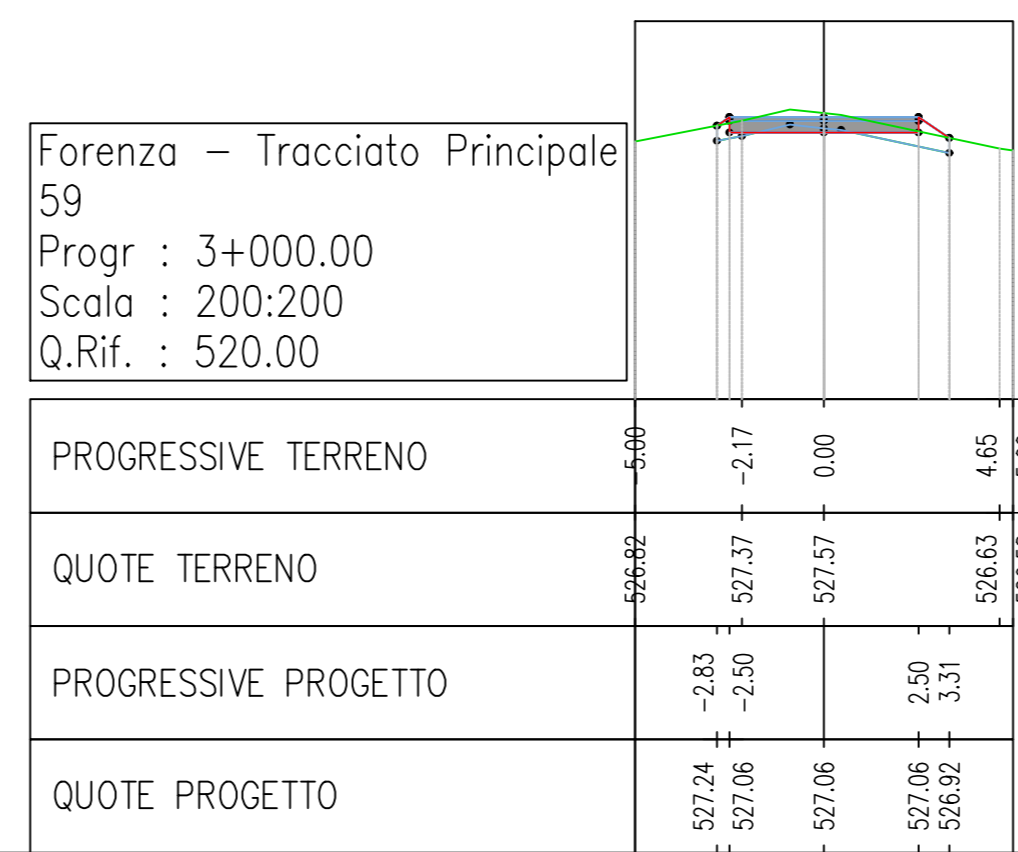 Forenza – Tracciato Principale
59
Progr : 3+000.00
Scala : 200:200
Q.Rif. : 520.00
PROGRESSIVE TERRENO -5.00 -2.17 0.00 4.65
QUOTE TERRENO 526.82 527.37 527.57 526.63
PROGRESSIVE PROGETTO -2.83 -2.50 2.50 3.31
QUOTE PROGETTO 527.24 527.06 527.06 527.06 526.92